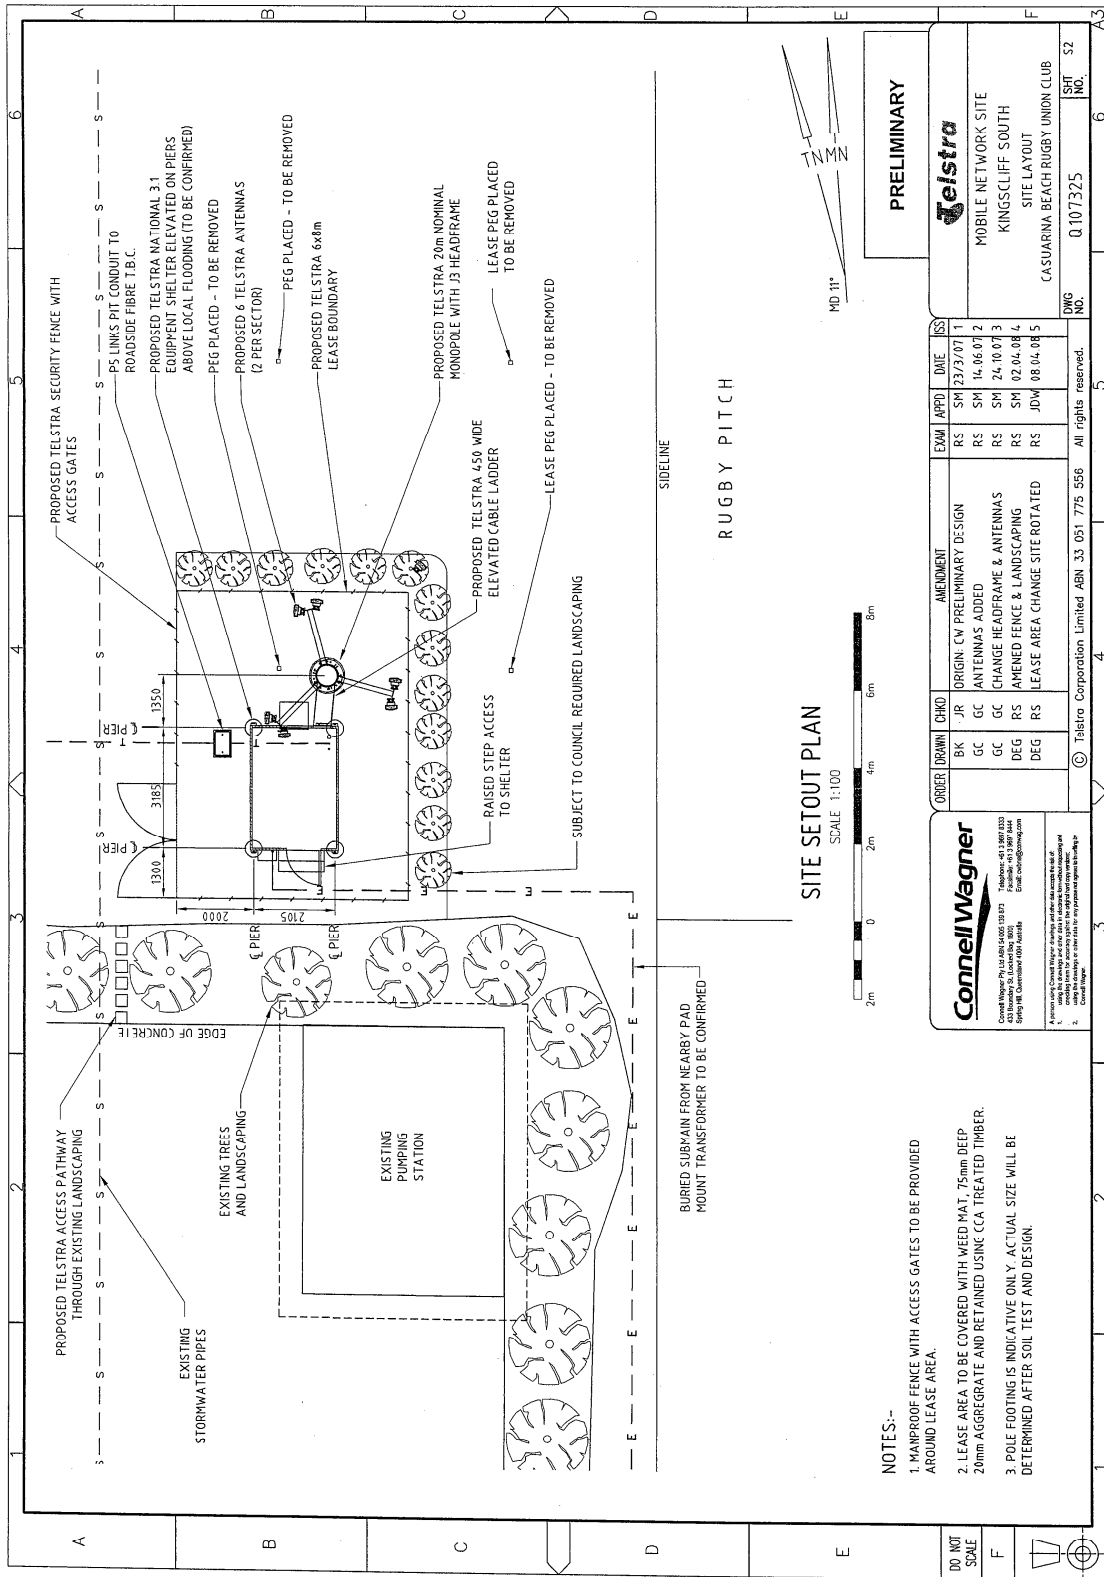 PROPOSED TELSTRA ACCESS PATHWAY
THROUGH EXISTING LANDSCAPING
EXISTING
STORMWATER PIPES
EXISTING TREES
AND LANDSCAPING
EXISTING
PUMPING
STATION
EDGE OF CONCRETE
BURIED SUBMAIN FROM NEARBY PAD
MOUNT TRANSFORMER TO BE CONFIRMED
PROPOSED TELSTRA SECURITY FENCE WITH
ACCESS GATES
P5 LINKS PIT CONDUIT TO
ROADSIDE FIBRE T.B.C.
PROPOSED TELSTRA NATIONAL 3.1
EQUIPMENT SHELTER ELEVATED ON PIERS
ABOVE LOCAL FLOODING (TO BE CONFIRMED)
PEG PLACED - TO BE REMOVED
PROPOSED 6 TELSTRA ANTENNAS
(2 PER SECTOR)
PEG PLACED - TO BE REMOVED
PROPOSED TELSTRA 6x8m
LEASE BOUNDARY
PROPOSED TELSTRA 20m NOMINAL
MONOPOLE WITH J3 HEADFRAME
LEASE PEG PLACED
TO BE REMOVED
PROPOSED TELSTRA 450 WIDE
ELEVATED CABLE LADDER
LEASE PEG PLACED - TO BE REMOVED
RAISED STEP ACCESS
TO SHELTER
SUBJECT TO COUNCIL REQUIRED LANDSCAPING
1300
3185
1350
2000
2105
PIER
PIER
PIER
PIER
SIDELINE
RUGBY PITCH
TN
MN
MD 11°
SITE SETOUT PLAN
SCALE 1:100
2m 0 2m 4m 6m 8m
NOTES:-
1. MANPROOF FENCE WITH ACCESS GATES TO BE PROVIDED
AROUND LEASE AREA.
2. LEASE AREA TO BE COVERED WITH WEED MAT, 75mm DEEP
20mm AGGREGRATE AND RETAINED USING CCA TREATED TIMBER.
3. POLE FOOTING IS INDICATIVE ONLY. ACTUAL SIZE WILL BE
DETERMINED AFTER SOIL TEST AND DESIGN.
PRELIMINARY
Connell Wagner
ORDER DRAWN CHKD AMENDMENT EXAM APPD DATE ISS
BK JR ORIGIN: CW PRELIMINARY DESIGN RS SM 23/3/07 1
GC GC ANTENNAS ADDED RS SM 14.06.07 2
GC GC CHANGE HEADFRAME & ANTENNAS RS SM 24.10.07 3
DEG RS AMENED FENCE & LANDSCAPING RS SM 02.04.08 4
DEG RS LEASE AREA CHANGE SITE ROTATED RS JDW 08.04.08 5
© Telstra Corporation Limited ABN 33 051 775 556 All rights reserved.
Telstra
MOBILE NETWORK SITE
KINGSCLIFF SOUTH
SITE LAYOUT
CASUARINA BEACH RUGBY UNION CLUB
DWG NO. Q107325 SHT NO. S2
DO NOT
SCALE
F
A3
1 2 3 4 5 6
A B C D E F